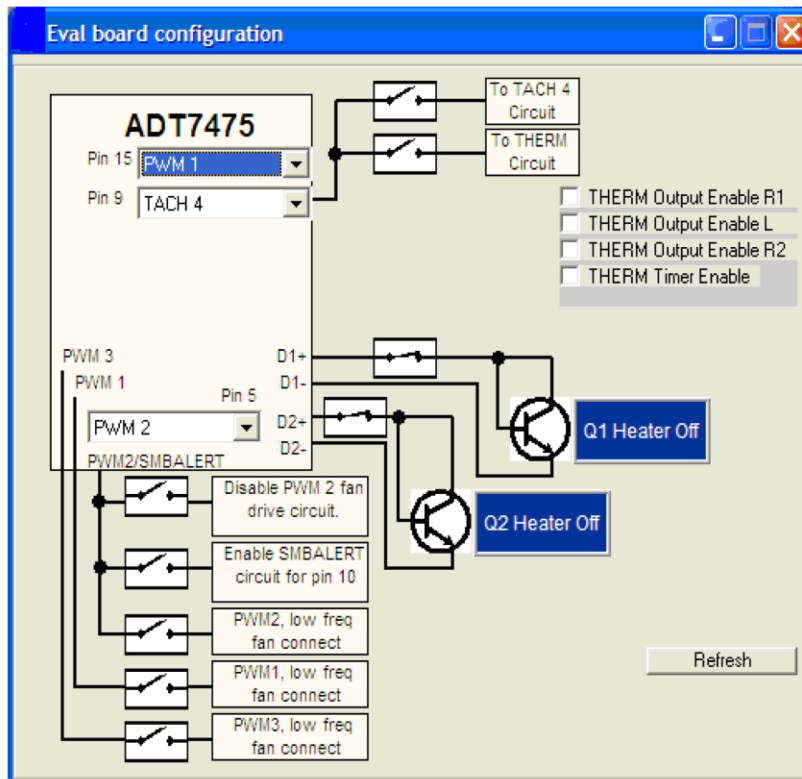 Eval board configuration
ADT7475
Pin 15
PWM 1
Pin 9
TACH 4
To TACH 4
Circuit
To THERM
Circuit
THERM Output Enable R1
THERM Output Enable L
THERM Output Enable R2
THERM Timer Enable
PWM 3
D1+
PWM 1
D1-
Pin 5
PWM 2
D2+
D2-
PWM2/SMBALERT
Q1 Heater Off
Q2 Heater Off
Disable PWM 2 fan
drive circuit.
Enable SMBALERT
circuit for pin 10
PWM2, low freq
fan connect
PWM1, low freq
fan connect
PWM3, low freq
fan connect
Refresh